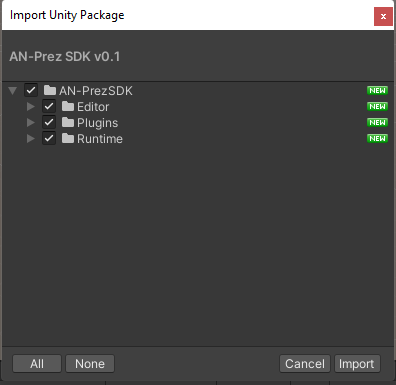 Import Unity Package
x
AN-Prez SDK v0.1
AN-PrezSDK NEW
Editor NEW
Plugins NEW
Runtime NEW
All None Cancel Import